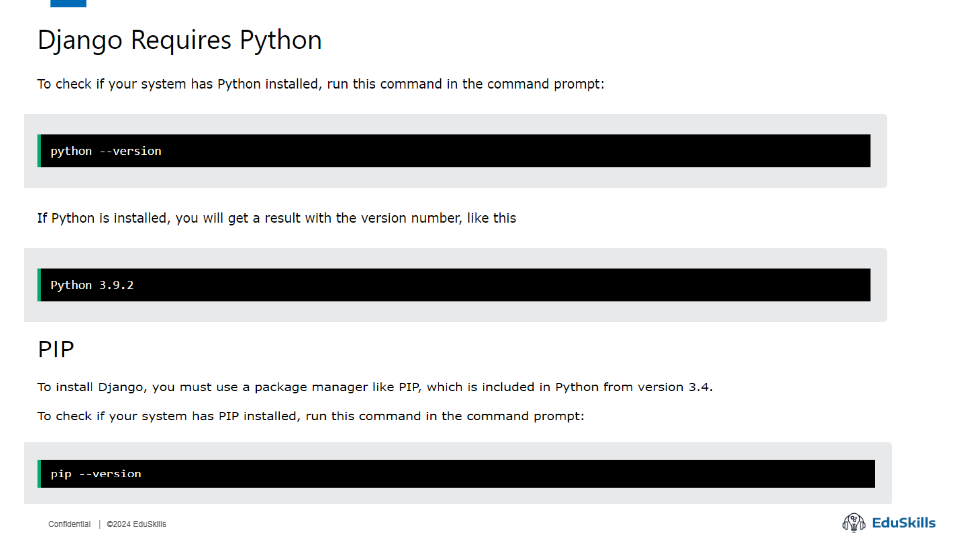 Django Requires Python
To check if your system has Python installed, run this command in the command prompt:
python --version
If Python is installed, you will get a result with the version number, like this
Python 3.9.2
PIP
To install Django, you must use a package manager like PIP, which is included in Python from version 3.4.
To check if your system has PIP installed, run this command in the command prompt:
pip --version
Confidential | ©2024 EduSkills
EduSkills